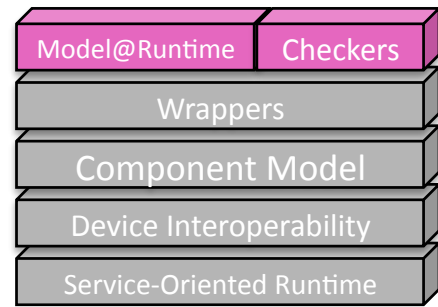 Model@Runtime Checkers
Wrappers
Component Model
Device Interoperability
Service-Oriented Runtime